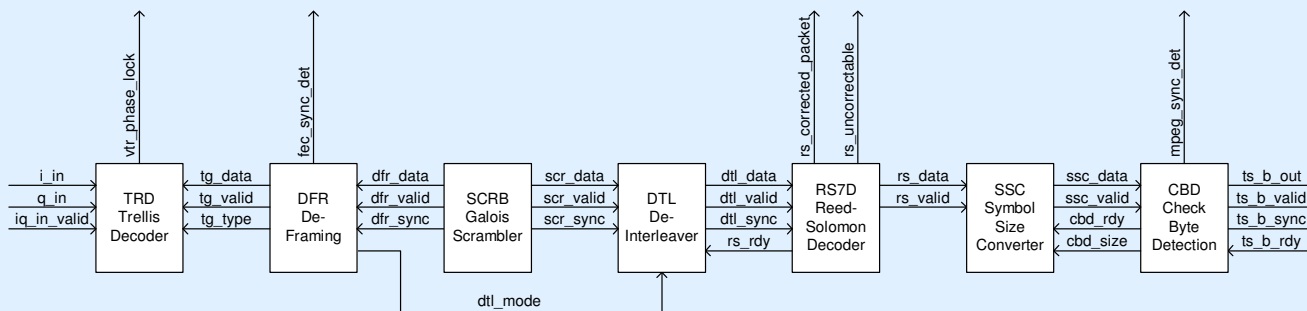 vtr_phase_lock
fec_sync_det
rs_corrected_packet
rs_uncorrectable
mpeg_sync_det
i_in
q_in
iq_in_valid
TRD
Trellis
Decoder
tg_data
tg_valid
tg_type
DFR
De-
Framing
dfr_data
dfr_valid
dfr_sync
SCRB
Galois
Scrambler
scr_data
scr_valid
scr_sync
DTL
De-
Interleaver
dtl_data
dtl_valid
dtl_sync
rs_rdy
RS7D
Reed-
Solomon
Decoder
rs_data
rs_valid
SSC
Symbol
Size
Converter
ssc_data
ssc_valid
cbd_rdy
cbd_size
CBD
Check
Byte
Detection
ts_b_out
ts_b_valid
ts_b_sync
ts_b_rdy
dtl_mode